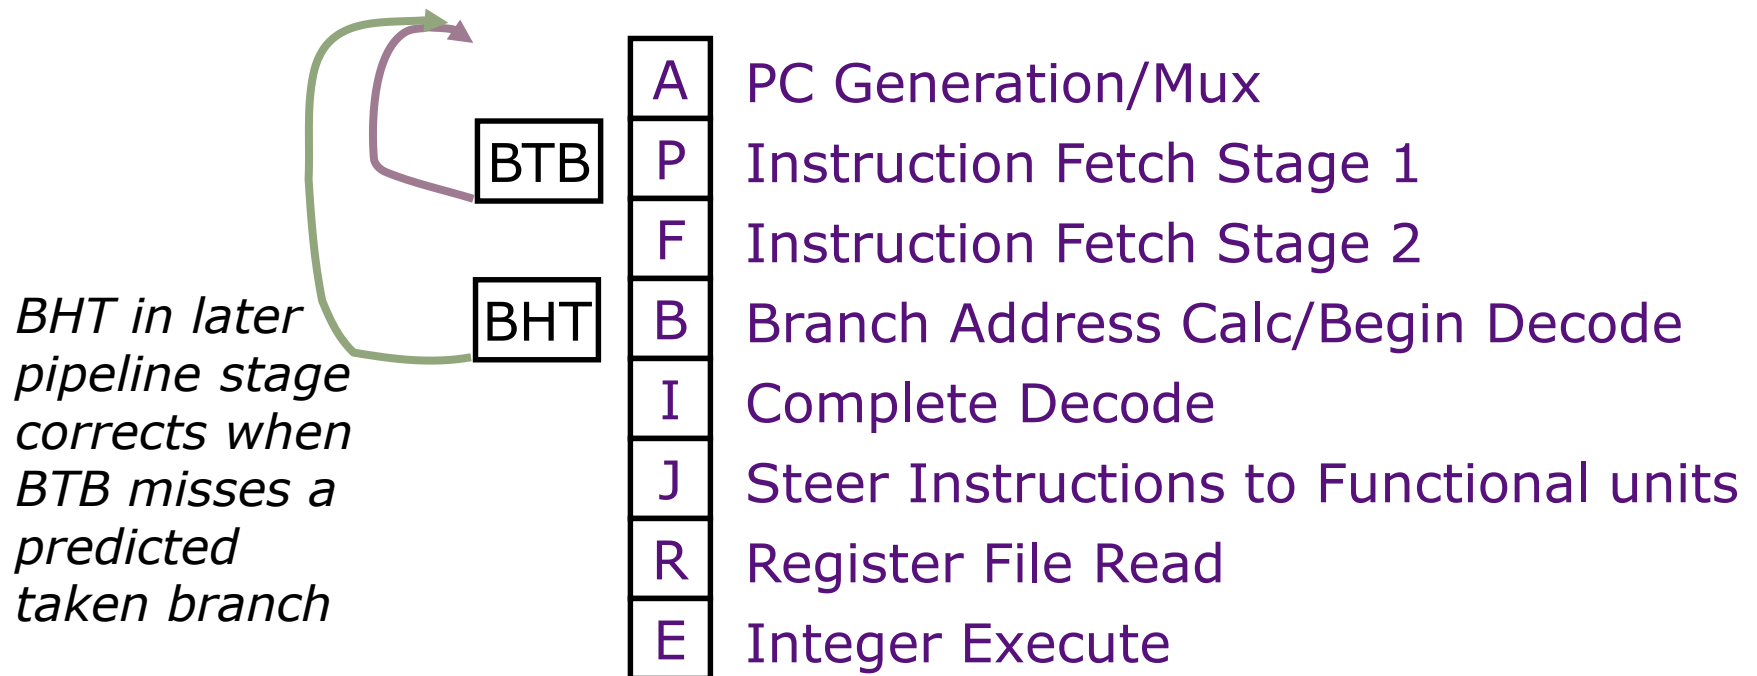 A PC Generation/Mux
BTB P Instruction Fetch Stage 1
F Instruction Fetch Stage 2
BHT B Branch Address Calc/Begin Decode
I Complete Decode
J Steer Instructions to Functional units
R Register File Read
E Integer Execute
BHT in later
pipeline stage
corrects when
BTB misses a
predicted
taken branch